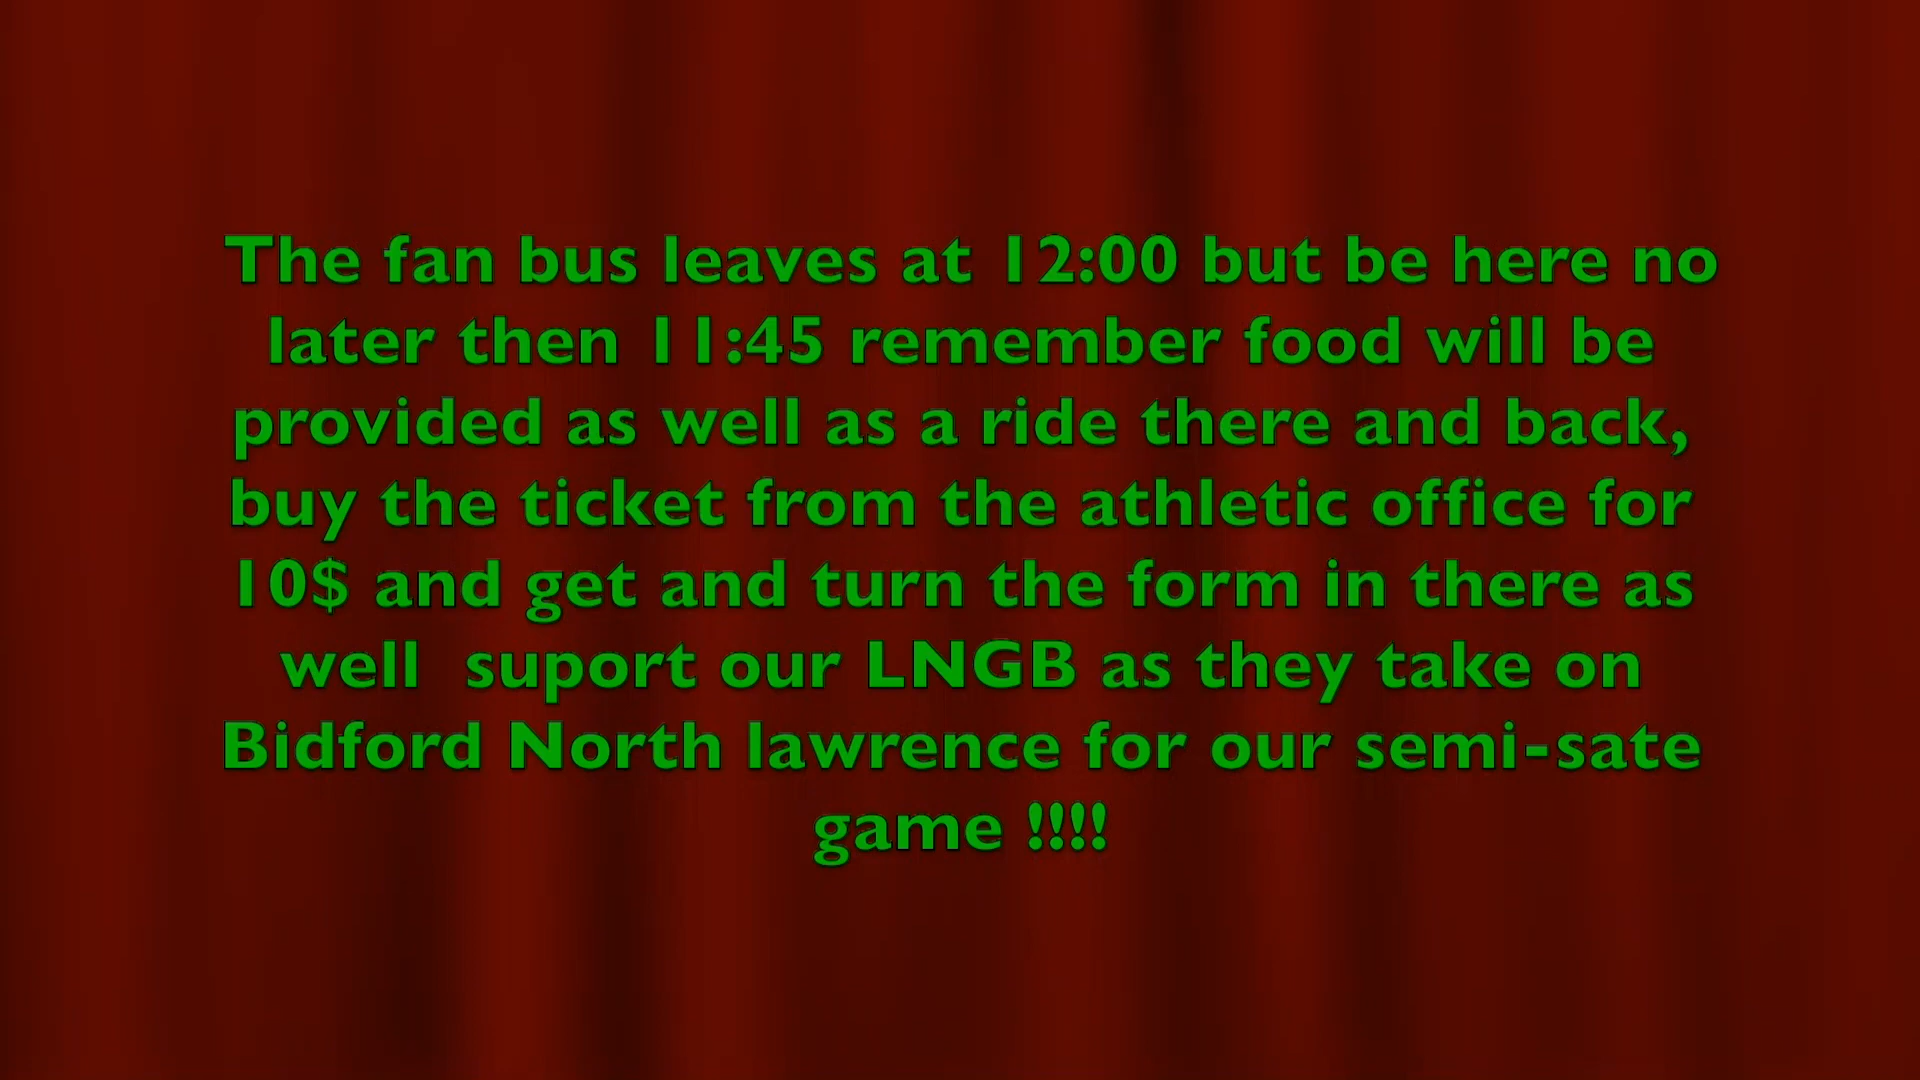 The fan bus leaves at 12:00 but be here no
later then 11:45 remember food will be
provided as well as a ride there and back,
buy the ticket from the athletic office for
10$ and get and turn the form in there as
well  suport our LNGB as they take on
Bidford North lawrence for our semi-sate
game !!!!